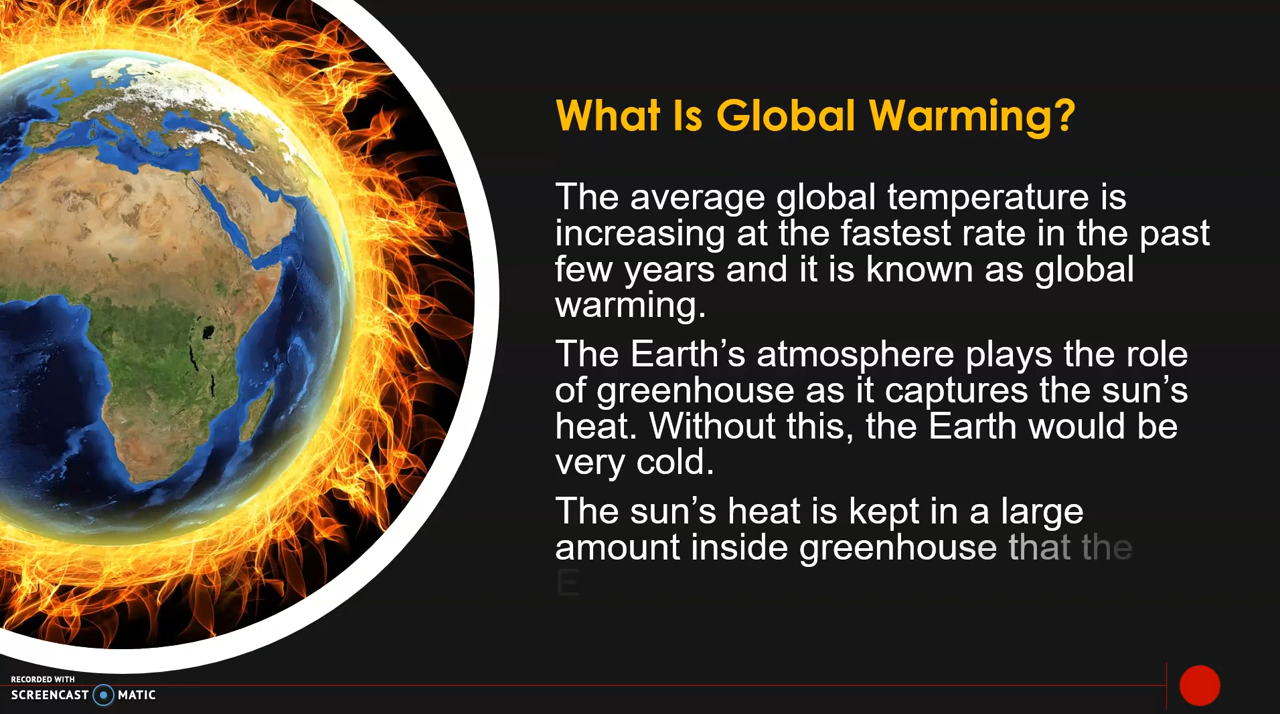 What Is Global Warming?
The average global temperature is
increasing at the fastest rate in the past
few years and it is known as global
warming.
The Earth’s atmosphere plays the role
of greenhouse as it captures the sun’s
heat. Without this, the Earth would be
very cold.
The sun’s heat is kept in a large
amount inside greenhouse that the
E
RECORDED WITH
SCREENCAST MATIC